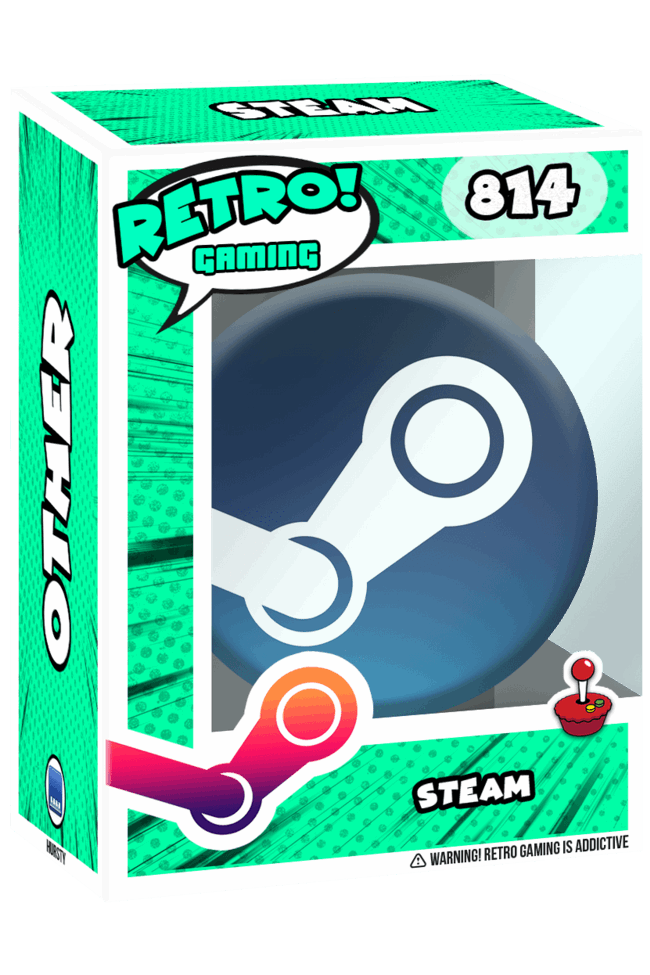 STEAM
RETRO!
GAMING
814
OTHER
HURSTY
STEAM
WARNING! RETRO GAMING IS ADDICTIVE